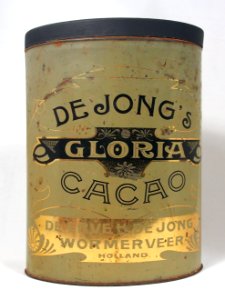 DE JONG'S
GLORIA
CACAO
DE JONG
WORMERVEER
HOLLAND